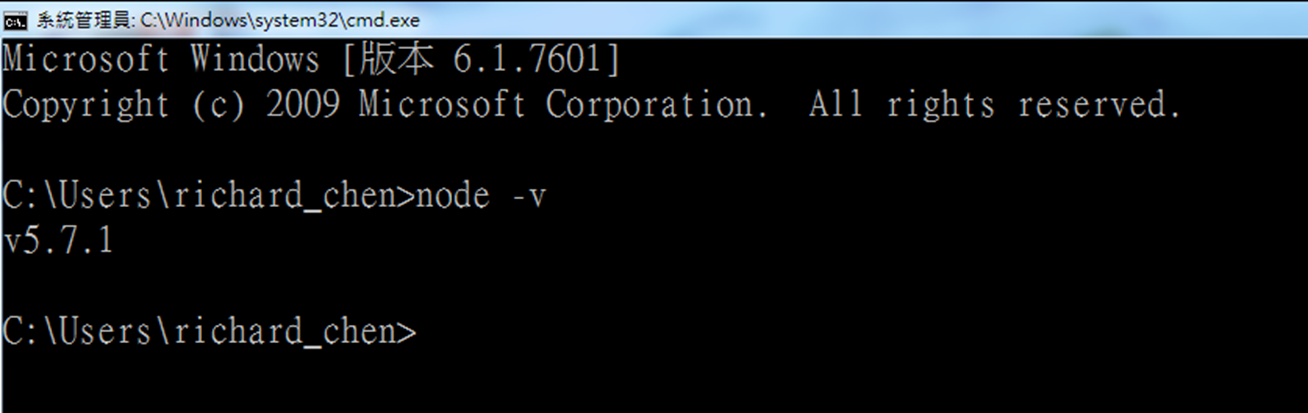 系統管理員: C:\Windows\system32\cmd.exe
Microsoft Windows [版本 6.1.7601]
Copyright (c) 2009 Microsoft Corporation.  All rights reserved.
C:\Users\richard_chen>node -v
v5.7.1
C:\Users\richard_chen>